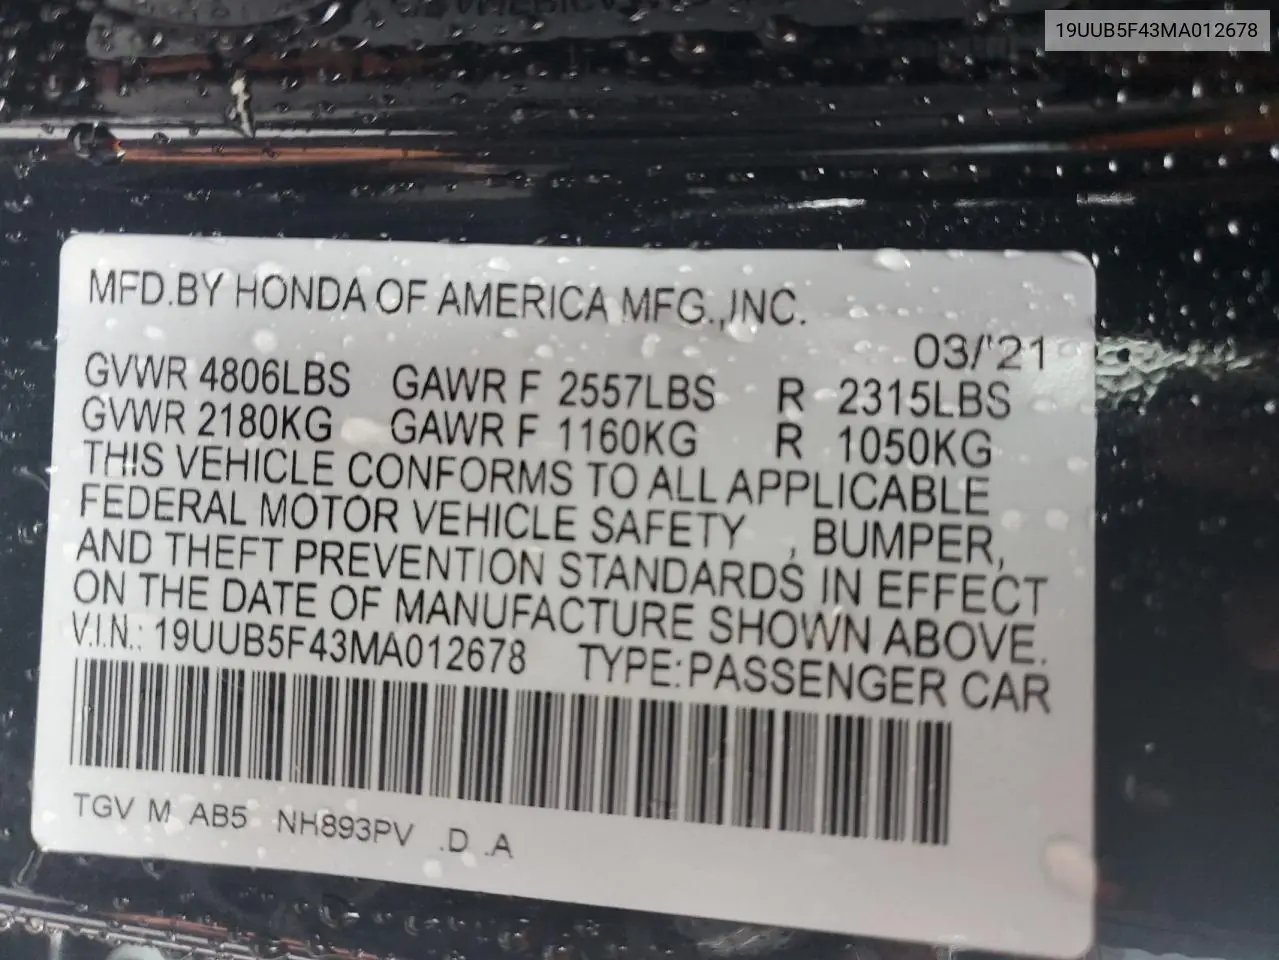 19UUB5F43MA012678
MFD.BY HONDA OF AMERICA MFG.,INC.
03/'21
GVWR 4806LBS GAWR F 2557LBS R 2315LBS
GVWR 2180KG GAWR F 1160KG R 1050KG
THIS VEHICLE CONFORMS TO ALL APPLICABLE
FEDERAL MOTOR VEHICLE SAFETY , BUMPER,
AND THEFT PREVENTION STANDARDS IN EFFECT
ON THE DATE OF MANUFACTURE SHOWN ABOVE.
V.I.N.: 19UUB5F43MA012678 TYPE:PASSENGER CAR
TGV M AB5 NH893PV .D .A